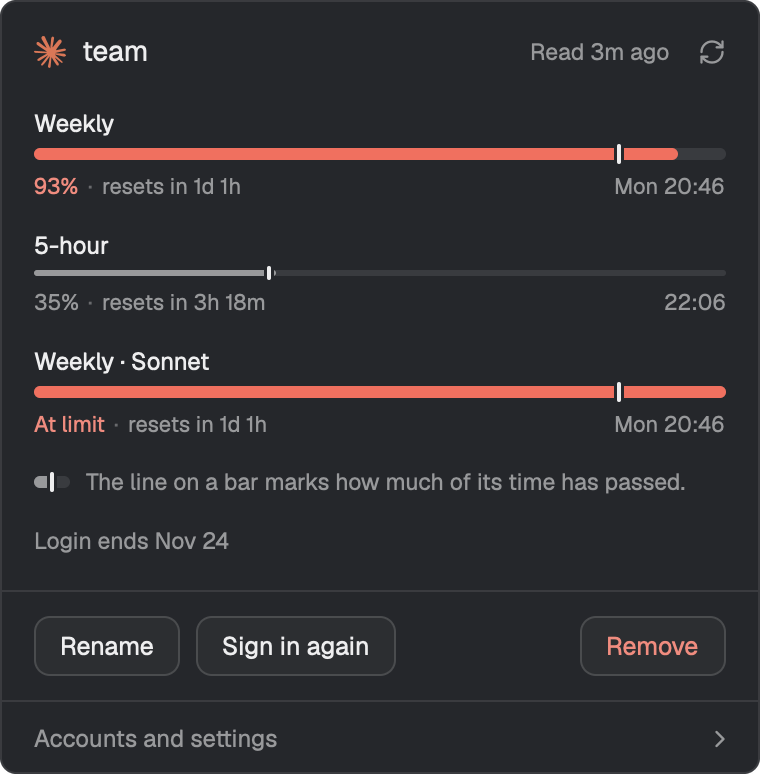 team
Read 3m ago
Weekly
93% · resets in 1d 1h
Mon 20:46
5-hour
35% · resets in 3h 18m
22:06
Weekly · Sonnet
At limit · resets in 1d 1h
Mon 20:46
The line on a bar marks how much of its time has passed.
Login ends Nov 24
Rename
Sign in again
Remove
Accounts and settings